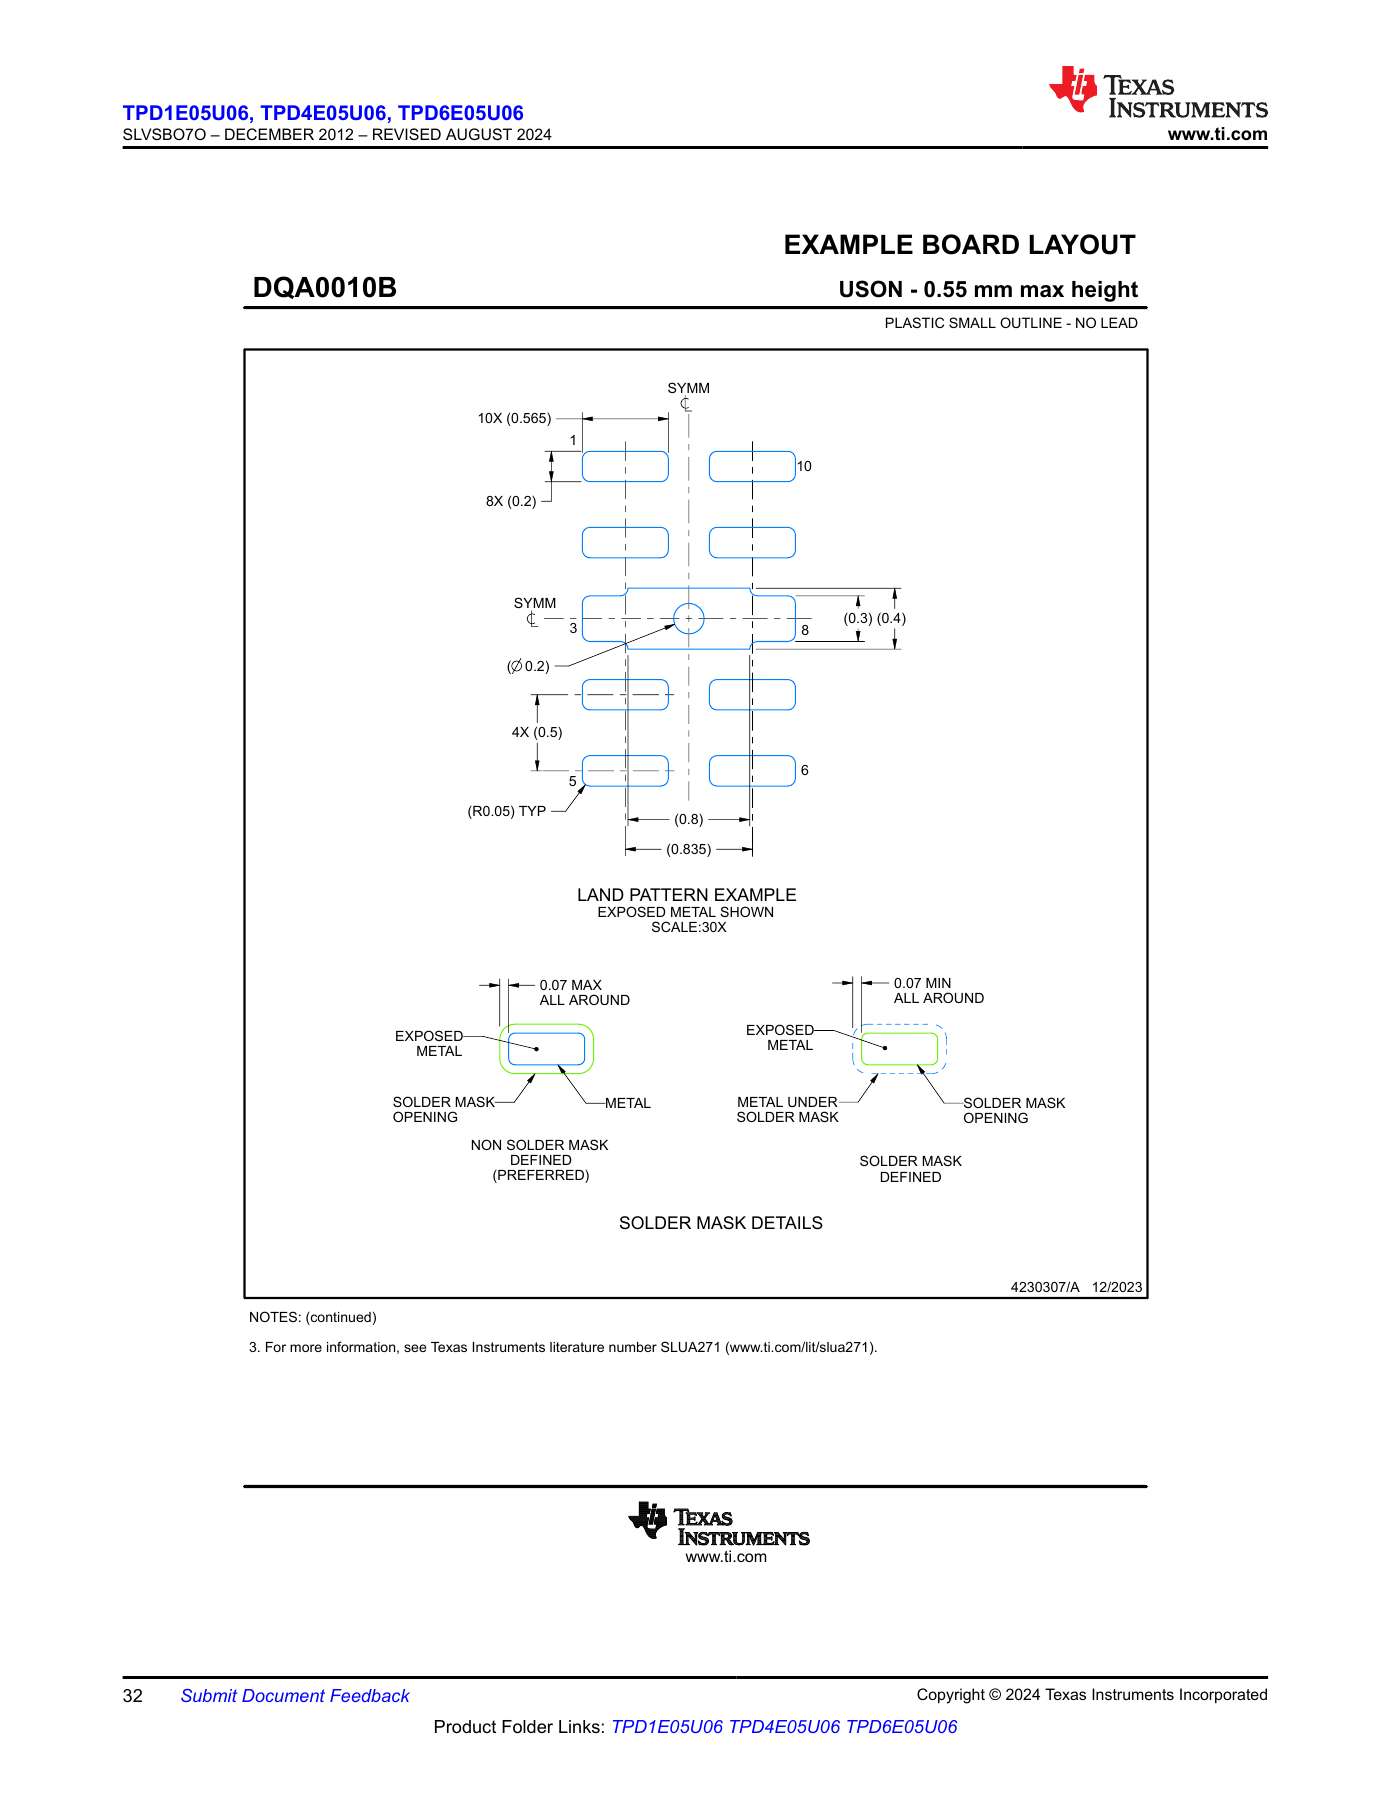 TPD1E05U06, TPD4E05U06, TPD6E05U06
SLVSBO7O – DECEMBER 2012 – REVISED AUGUST 2024
TEXAS
INSTRUMENTS
www.ti.com
EXAMPLE BOARD LAYOUT
DQA0010B
USON - 0.55 mm max height
PLASTIC SMALL OUTLINE - NO LEAD
SYMM
℄
10X (0.565)
1
10
8X (0.2)
SYMM
℄
3
8
(0.3) (0.4)
(∅ 0.2)
4X (0.5)
5
6
(R0.05) TYP
(0.8)
(0.835)
LAND PATTERN EXAMPLE
EXPOSED METAL SHOWN
SCALE:30X
0.07 MAX
ALL AROUND
EXPOSED
METAL
SOLDER MASK
OPENING
METAL
NON SOLDER MASK
DEFINED
(PREFERRED)
0.07 MIN
ALL AROUND
EXPOSED
METAL
METAL UNDER
SOLDER MASK
SOLDER MASK
OPENING
SOLDER MASK
DEFINED
SOLDER MASK DETAILS
4230307/A 12/2023
NOTES: (continued)
3. For more information, see Texas Instruments literature number SLUA271 (www.ti.com/lit/slua271).
TEXAS
INSTRUMENTS
www.ti.com
32 Submit Document Feedback
Copyright © 2024 Texas Instruments Incorporated
Product Folder Links: TPD1E05U06 TPD4E05U06 TPD6E05U06